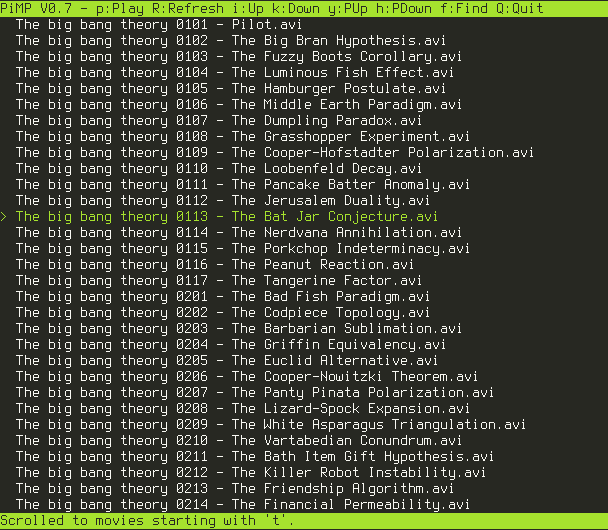 PiMP V0.7 - p:Play R:Refresh i:Up k:Down y:PUp h:PDown f:Find Q:Quit
The big bang theory 0101 - Pilot.avi
The big bang theory 0102 - The Big Bran Hypothesis.avi
The big bang theory 0103 - The Fuzzy Boots Corollary.avi
The big bang theory 0104 - The Luminous Fish Effect.avi
The big bang theory 0105 - The Hamburger Postulate.avi
The big bang theory 0106 - The Middle Earth Paradigm.avi
The big bang theory 0107 - The Dumpling Paradox.avi
The big bang theory 0108 - The Grasshopper Experiment.avi
The big bang theory 0109 - The Cooper-Hofstadter Polarization.avi
The big bang theory 0110 - The Loobenfeld Decay.avi
The big bang theory 0111 - The Pancake Batter Anomaly.avi
The big bang theory 0112 - The Jerusalem Duality.avi
> The big bang theory 0113 - The Bat Jar Conjecture.avi
The big bang theory 0114 - The Nerdvana Annihilation.avi
The big bang theory 0115 - The Porkchop Indeterminacy.avi
The big bang theory 0116 - The Peanut Reaction.avi
The big bang theory 0117 - The Tangerine Factor.avi
The big bang theory 0201 - The Bad Fish Paradigm.avi
The big bang theory 0202 - The Codpiece Topology.avi
The big bang theory 0203 - The Barbarian Sublimation.avi
The big bang theory 0204 - The Griffin Equivalency.avi
The big bang theory 0205 - The Euclid Alternative.avi
The big bang theory 0206 - The Cooper-Nowitzki Theorem.avi
The big bang theory 0207 - The Panty Pinata Polarization.avi
The big bang theory 0208 - The Lizard-Spock Expansion.avi
The big bang theory 0209 - The White Asparagus Triangulation.avi
The big bang theory 0210 - The Vartabedian Conundrum.avi
The big bang theory 0211 - The Bath Item Gift Hypothesis.avi
The big bang theory 0212 - The Killer Robot Instability.avi
The big bang theory 0213 - The Friendship Algorithm.avi
The big bang theory 0214 - The Financial Permeability.avi
Scrolled to movies starting with 't'.